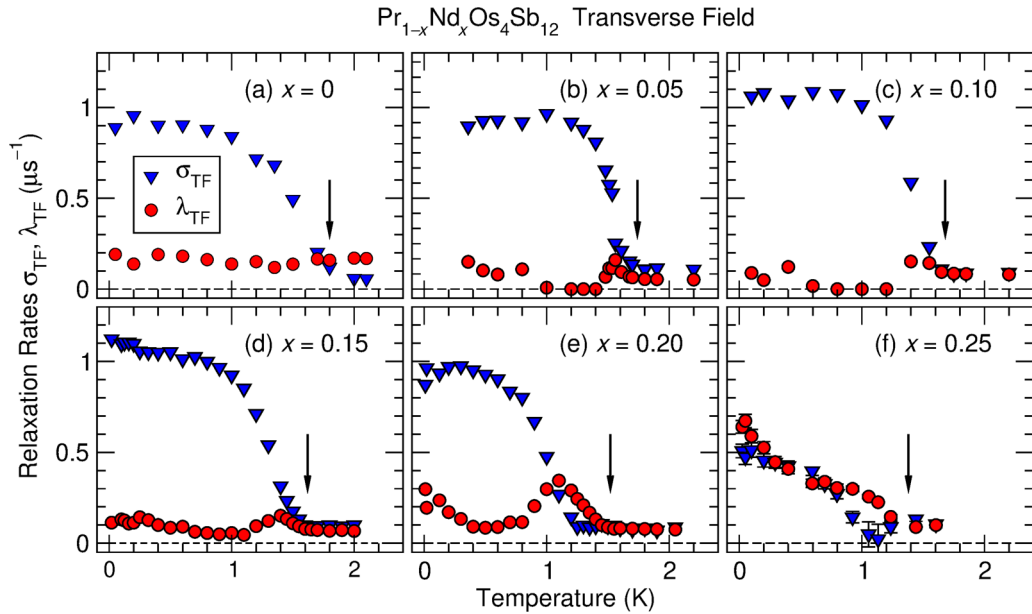 Pr1−xNdxOs4Sb12 Transverse Field
Relaxation Rates σTF, λTF (μs−1)
(a) x = 0
(b) x = 0.05
(c) x = 0.10
σTF
λTF
1
0.5
0
(d) x = 0.15
(e) x = 0.20
(f) x = 0.25
1
0.5
0
0 1 2 0 1 2 0 1 2
Temperature (K)